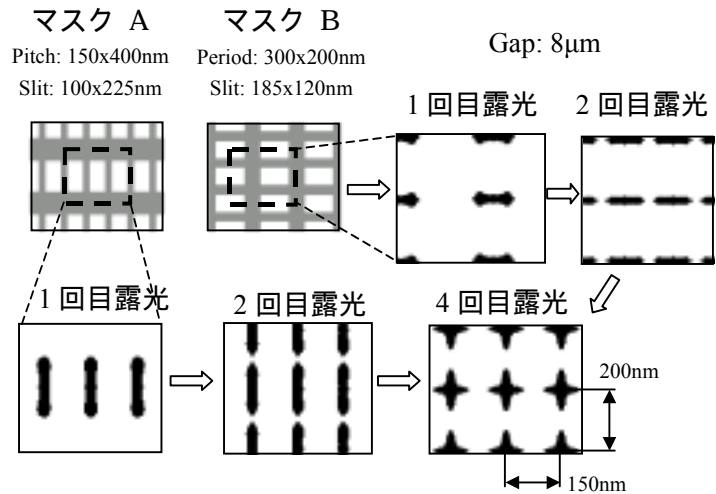 マスク A
Pitch: 150x400nm
Slit: 100x225nm
マスク B
Period: 300x200nm
Slit: 185x120nm
Gap: 8μm
1 回目露光
2 回目露光
1 回目露光
2 回目露光
4 回目露光
200nm
150nm